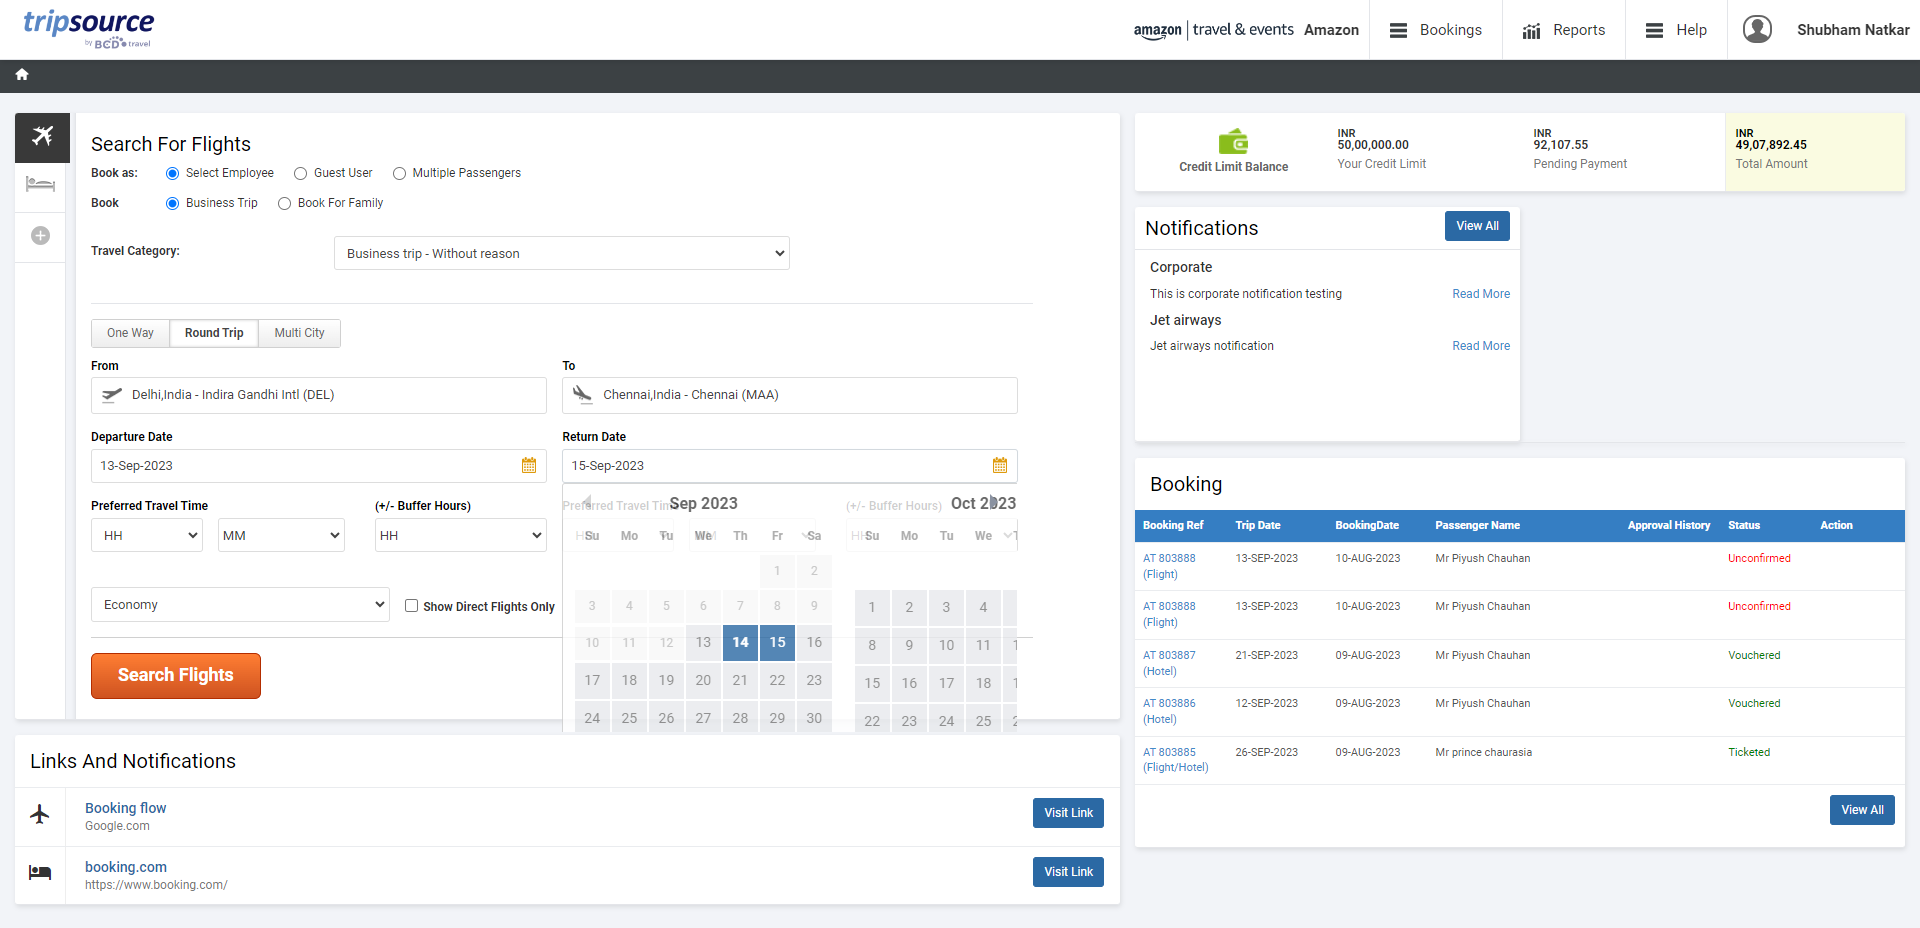 tripsource
by BCD travel
amazon | travel & events Amazon
Bookings
Reports
Help
Shubham Natkar
Search For Flights
Book as: Select Employee Guest User Multiple Passengers
Book Business Trip Book For Family
Travel Category: Business trip - Without reason
One Way Round Trip Multi City
From To
Delhi,India - Indira Gandhi Intl (DEL) Chennai,India - Chennai (MAA)
Departure Date Return Date
13-Sep-2023 15-Sep-2023
Preferred Travel Time (+/- Buffer Hours) Preferred Travel Time (+/- Buffer Hours)
HH MM HH
Economy Show Direct Flights Only
Search Flights
Sep 2023
Su Mo Tu We Th Fr Sa
1 2
3 4 5 6 7 8 9
10 11 12 13 14 15 16
17 18 19 20 21 22 23
24 25 26 27 28 29 30
Oct 2023
Su Mo Tu We
1 2 3 4
8 9 10 11
15 16 17 18
22 23 24 25
Links And Notifications
Booking flow
Google.com
Visit Link
booking.com
https://www.booking.com/
Visit Link
Credit Limit Balance
INR
50,00,000.00
Your Credit Limit
INR
92,107.55
Pending Payment
INR
49,07,892.45
Total Amount
Notifications View All
Corporate
This is corporate notification testing Read More
Jet airways
Jet airways notification Read More
Booking
Booking Ref Trip Date BookingDate Passenger Name Approval History Status Action
AT 803888 13-SEP-2023 10-AUG-2023 Mr Piyush Chauhan Unconfirmed
(Flight)
AT 803888 13-SEP-2023 10-AUG-2023 Mr Piyush Chauhan Unconfirmed
(Flight)
AT 803887 21-SEP-2023 09-AUG-2023 Mr Piyush Chauhan Vouchered
(Hotel)
AT 803886 12-SEP-2023 09-AUG-2023 Mr Piyush Chauhan Vouchered
(Hotel)
AT 803885 26-SEP-2023 09-AUG-2023 Mr prince chaurasia Ticketed
(Flight/Hotel)
View All